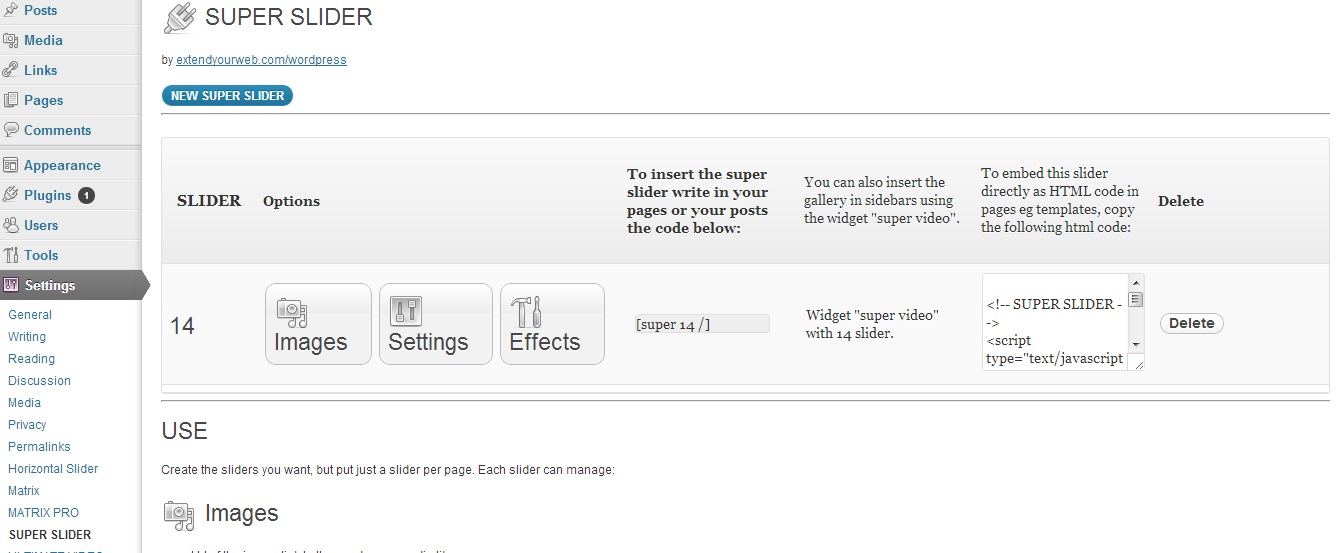 Posts
Media
Links
Pages
Comments
Appearance
Plugins 1
Users
Tools
Settings
General
Writing
Reading
Discussion
Media
Privacy
Permalinks
Horizontal Slider
Matrix
MATRIX PRO
SUPER SLIDER
SUPER SLIDER
by extendyourweb.com/wordpress
NEW SUPER SLIDER
SLIDER
Options
To insert the super
slider write in your
pages or your posts
the code below:
You can also insert the
gallery in sidebars using
the widget "super video".
To embed this slider
directly as HTML code in
pages eg templates, copy
the following html code:
Delete
14
Images
Settings
Effects
[super 14 /]
Widget "super video"
with 14 slider.
<!-- SUPER SLIDER -
->
<script
type="text/javascript
Delete
USE
Create the sliders you want, but put just a slider per page. Each slider can manage:
Images